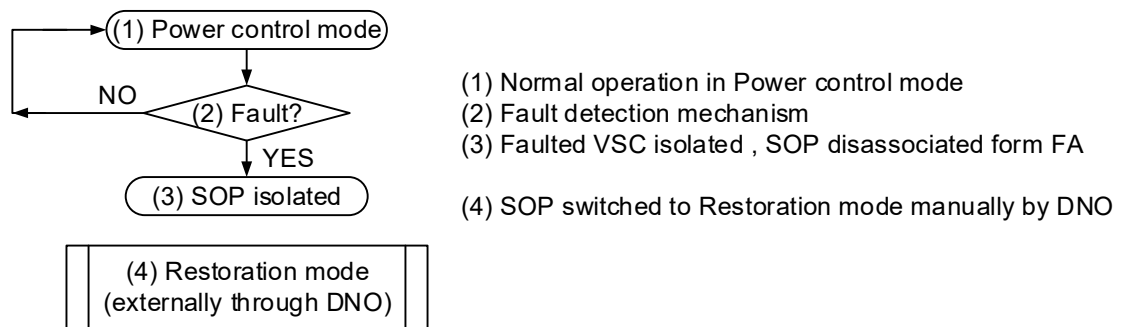 (1) Power control mode
NO
(2) Fault?
YES
(3) SOP isolated
(4) Restoration mode
(externally through DNO)
(1) Normal operation in Power control mode
(2) Fault detection mechanism
(3) Faulted VSC isolated , SOP disassociated form FA
(4) SOP switched to Restoration mode manually by DNO